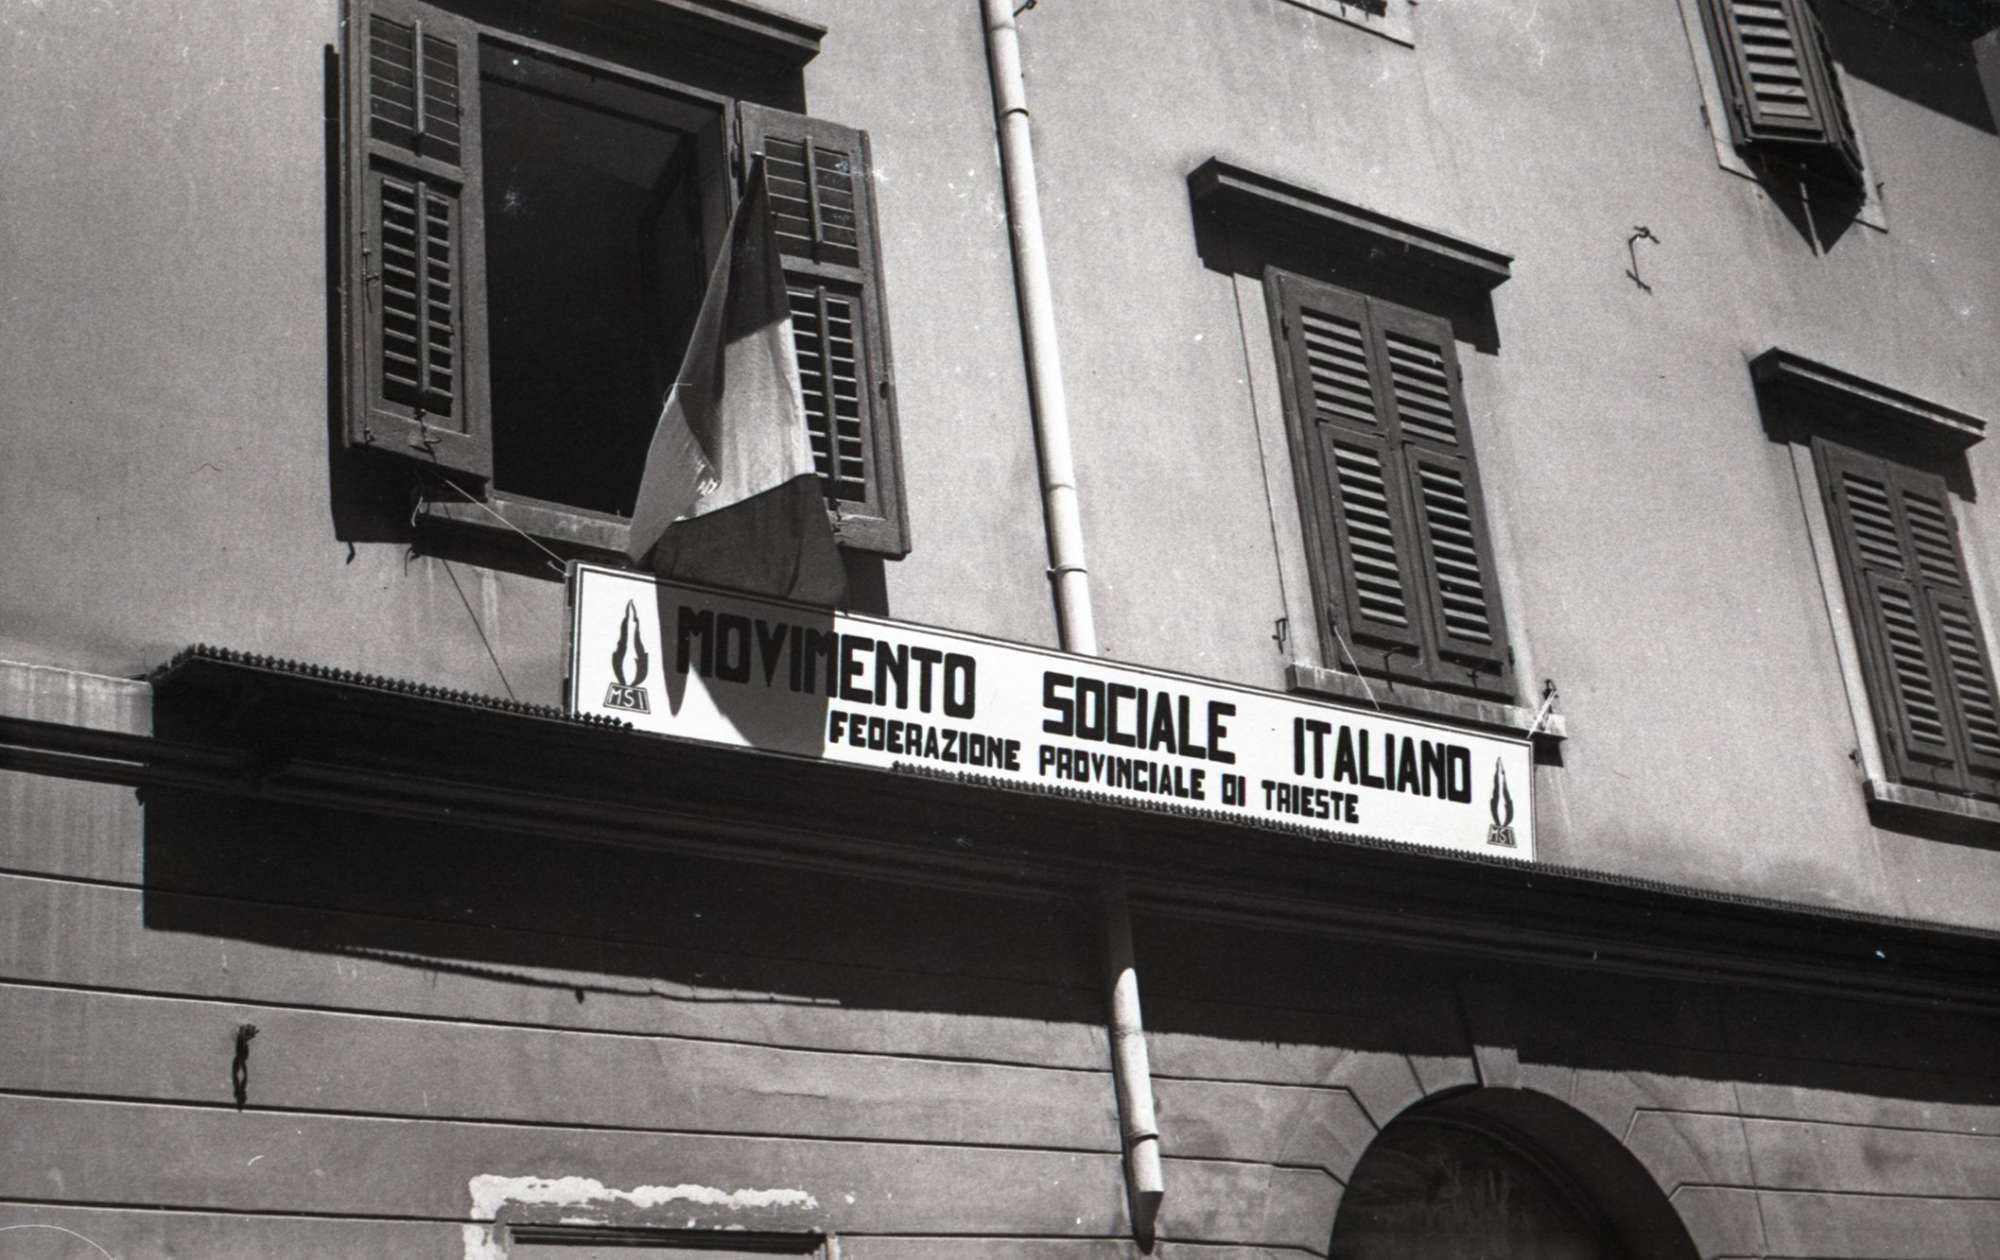 MSI
MOVIMENTO SOCIALE ITALIANO
FEDERAZIONE PROVINCIALE DI TRIESTE
MSI